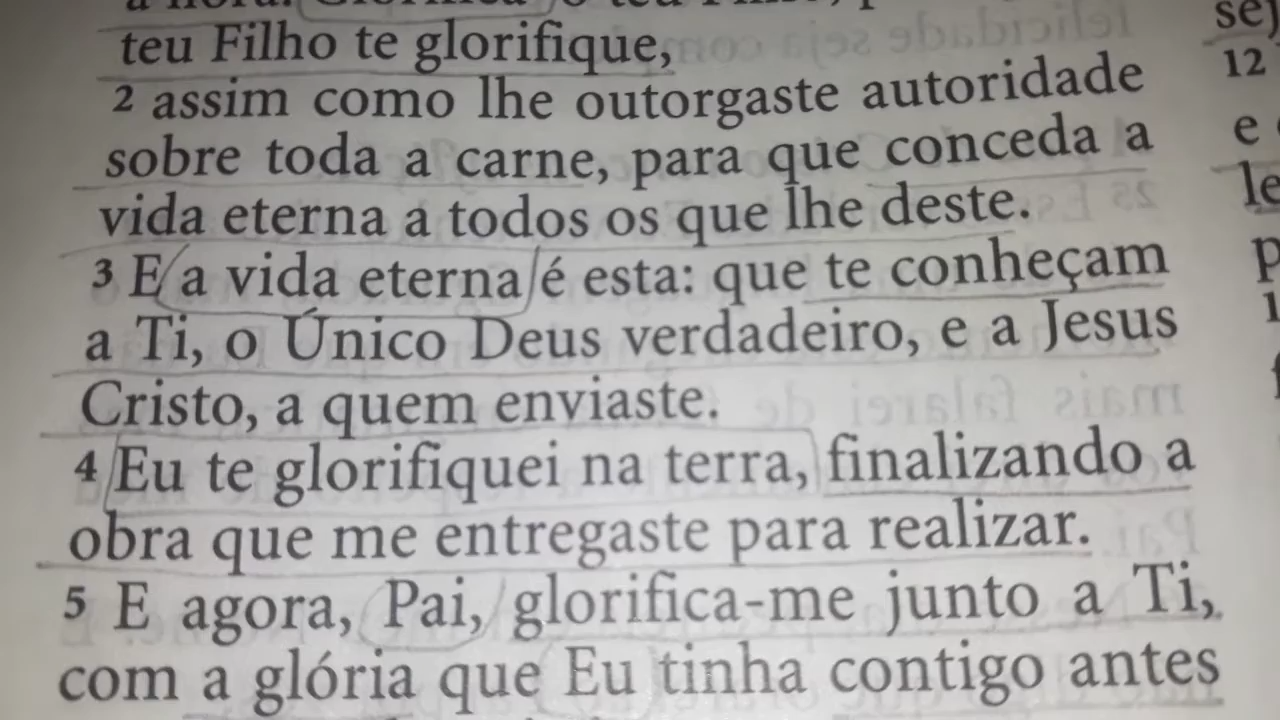 teu Filho te glorifique,
2 assim como lhe outorgaste autoridade
sobre toda a carne, para que conceda a
vida eterna a todos os que lhe deste.
3 E a vida eterna é esta: que te conheçam
a Ti, o Único Deus verdadeiro, e a Jesus
Cristo, a quem enviaste.
4 Eu te glorifiquei na terra, finalizando a
obra que me entregaste para realizar.
5 E agora, Pai, glorifica-me junto a Ti,
com a glória que Eu tinha contigo antes
12
e